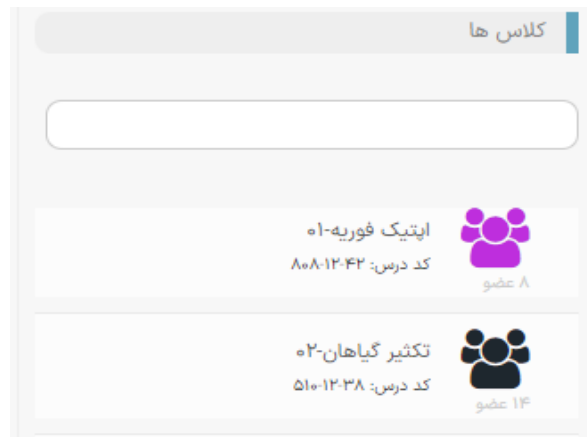 کلاس ها
اپتیک فوریه-۰۱
کد درس: ۴۲-۱۲-۸۰۸
۸ عضو
تکثیر گیاهان-۰۲
کد درس: ۳۸-۱۲-۵۱۰
۱۴ عضو